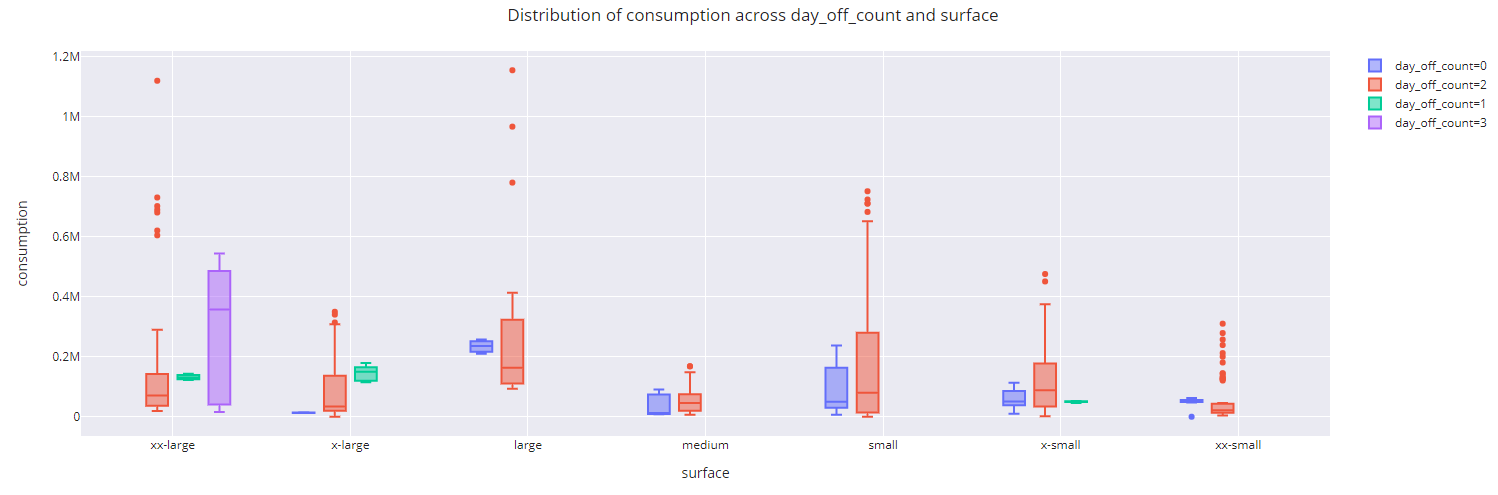 Distribution of consumption across day_off_count and surface
1.2M
1M
0.8M
0.6M
0.4M
0.2M
0
consumption
xx-large
x-large
large
medium
small
x-small
xx-small
surface
day_off_count=0
day_off_count=2
day_off_count=1
day_off_count=3